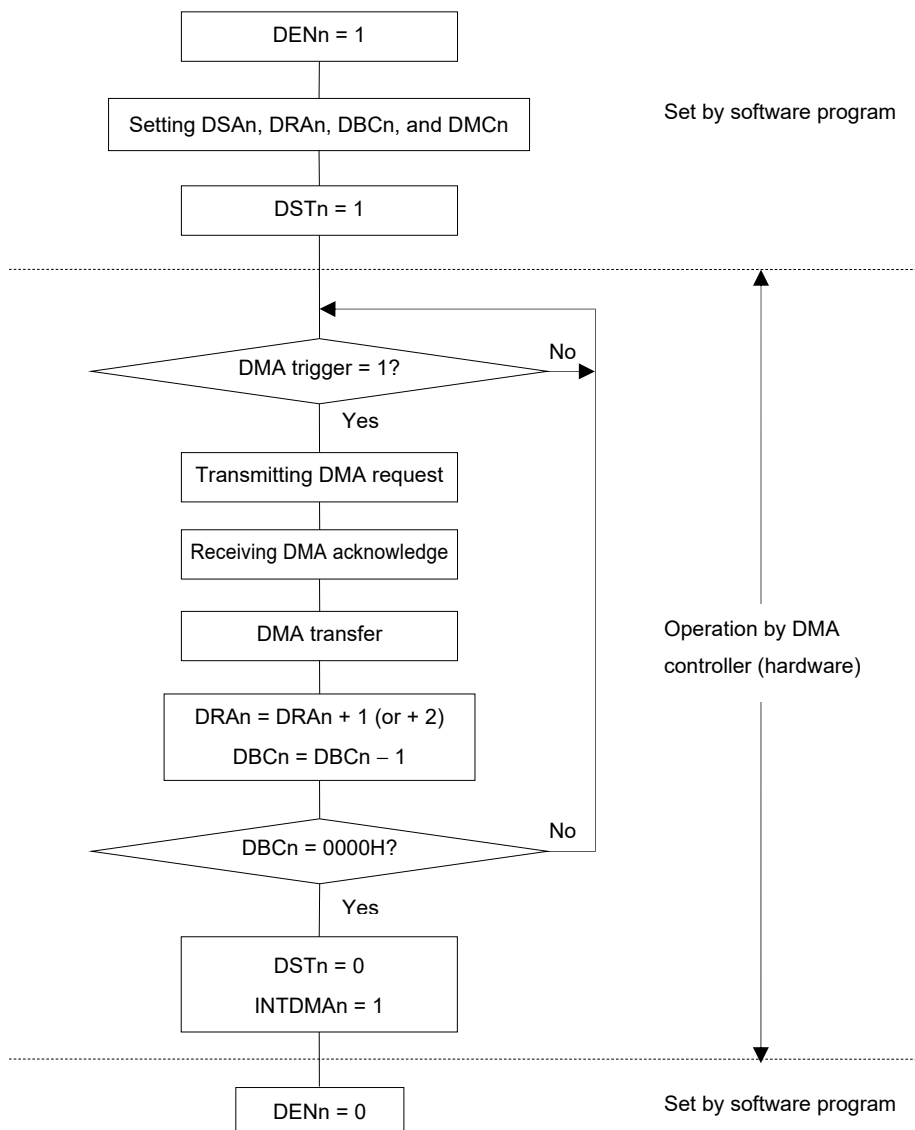 DENn = 1
Setting DSAn, DRAn, DBCn, and DMCn
Set by software program
DSTn = 1
DMA trigger = 1?
No
Yes
Transmitting DMA request
Receiving DMA acknowledge
DMA transfer
Operation by DMA
controller (hardware)
DRAn = DRAn + 1 (or + 2)
DBCn = DBCn − 1
DBCn = 0000H?
No
Yes
DSTn = 0
INTDMAn = 1
DENn = 0
Set by software program